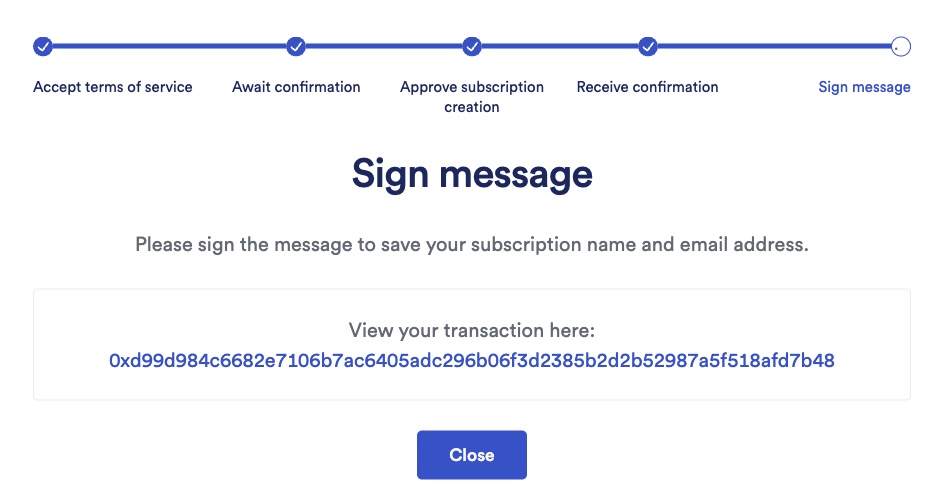 Accept terms of service
Await confirmation
Approve subscription
creation
Receive confirmation
Sign message
Sign message
Please sign the message to save your subscription name and email address.
View your transaction here:
0xd99d984c6682e7106b7ac6405adc296b06f3d2385b2d2b52987a5f518afd7b48
Close